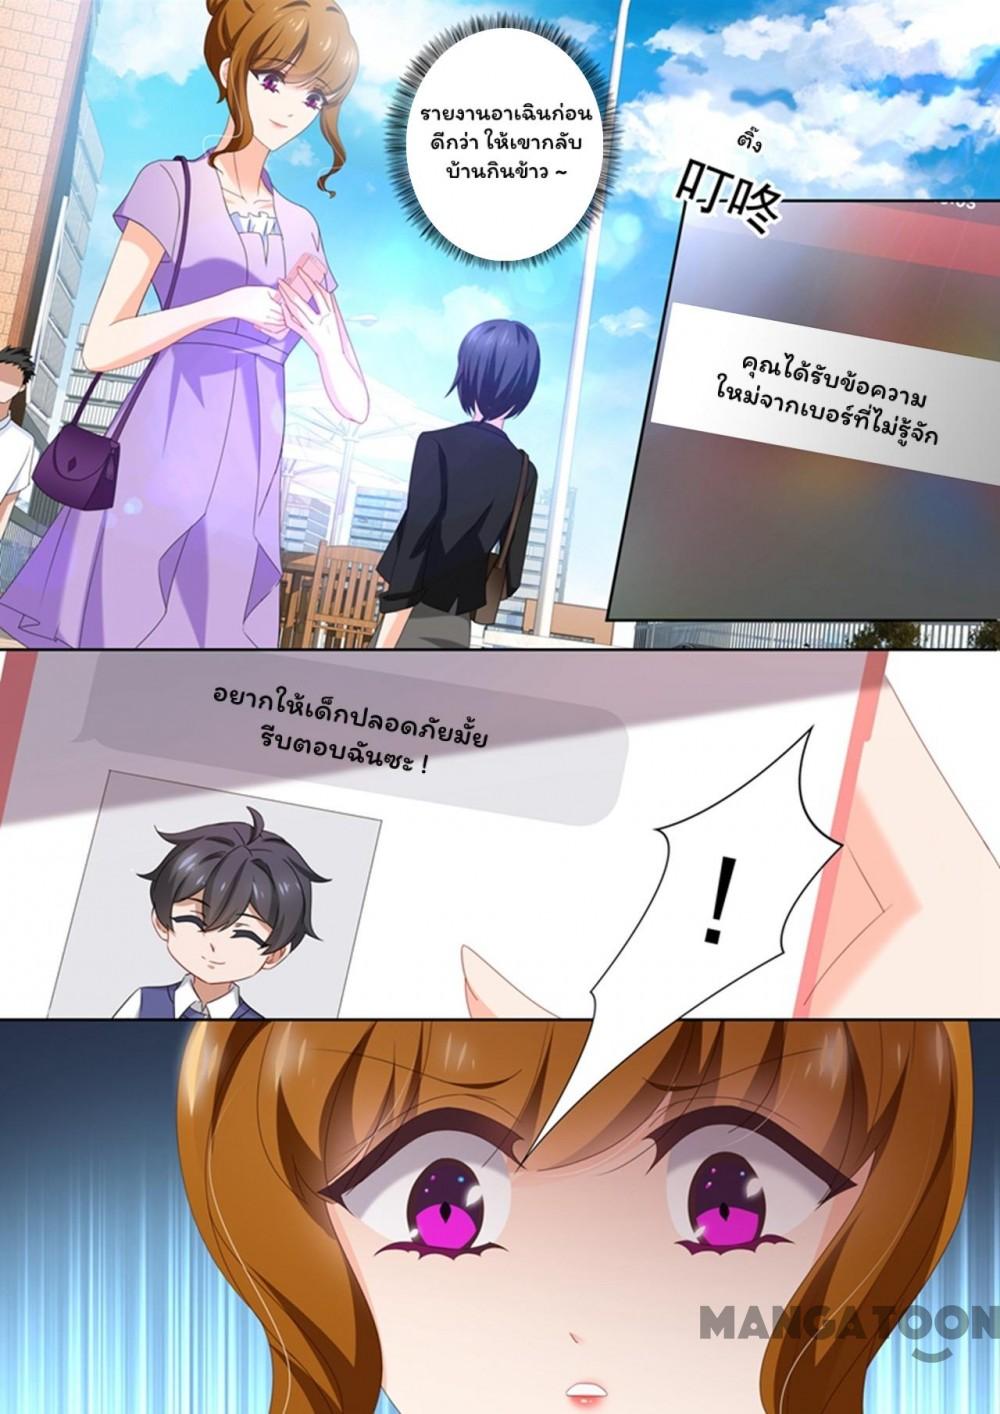 รายงานอาเฉินก่อน
ดีกว่า ให้เขากลับ
บ้านกินข้าว ~
ติ๊ง
叮咚
คุณได้รับข้อความ
ใหม่จากเบอร์ที่ไม่รู้จัก
อยากให้เด็กปลอดภัยมั้ย
รีบตอบฉันซะ !
!
MANGATOON